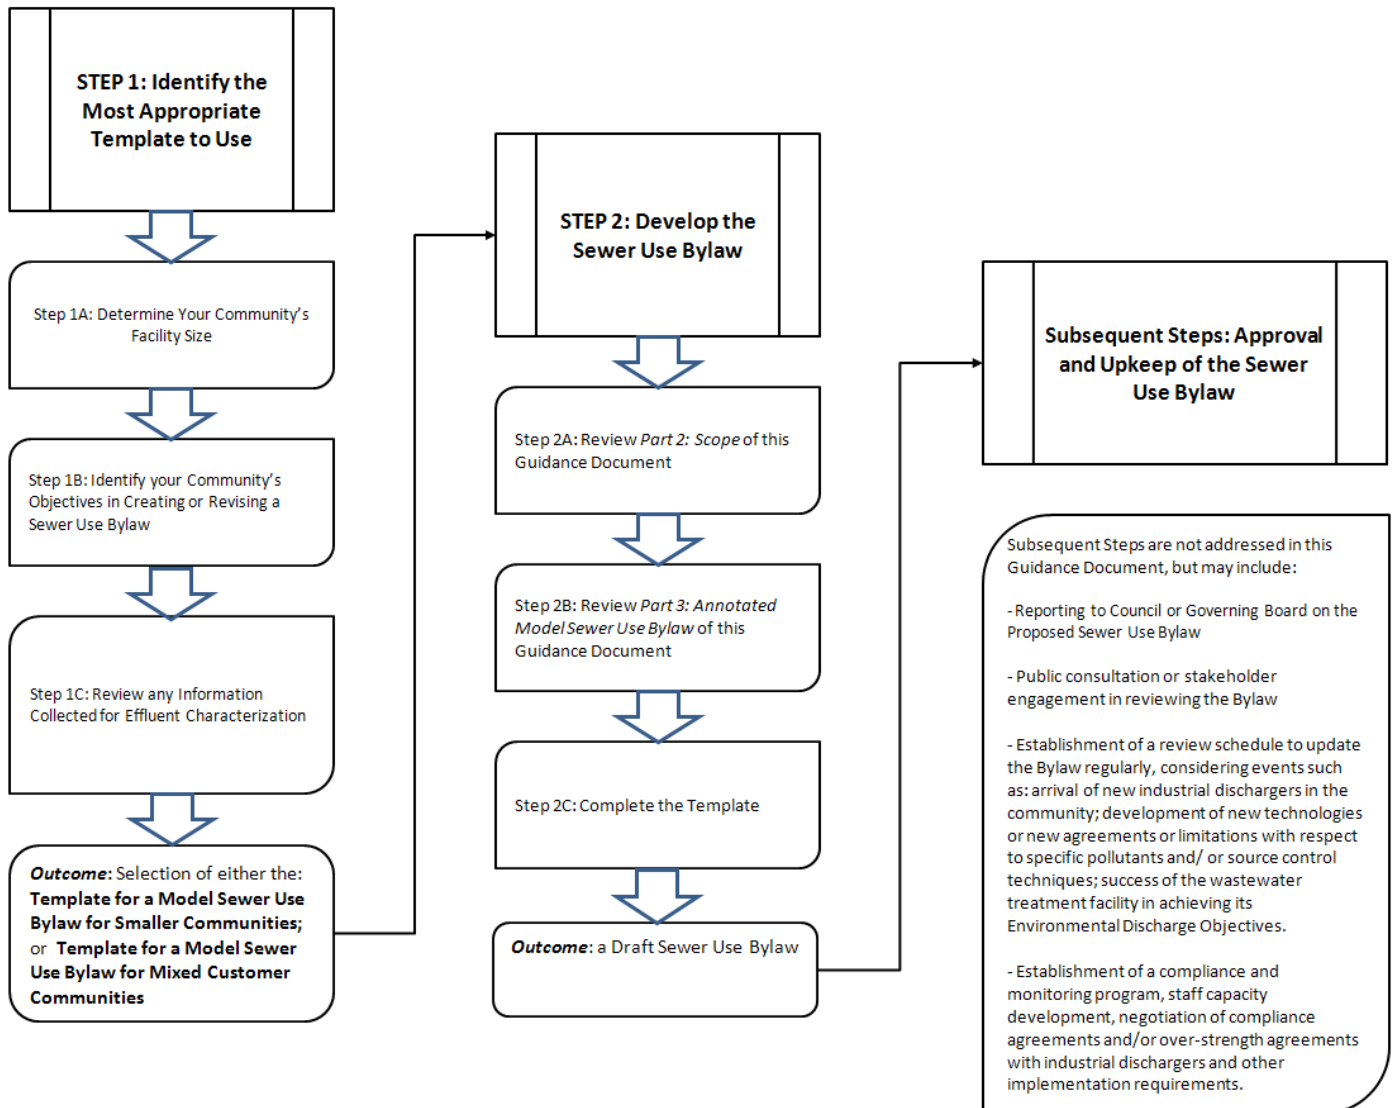 STEP 1: Identify the
Most Appropriate
Template to Use
Step 1A: Determine Your Community's
Facility Size
Step 1B: Identify your Community's
Objectives in Creating or Revising a
Sewer Use Bylaw
Step 1C: Review any Information
Collected for Effluent Characterization
Outcome: Selection of either the:
Template for a Model Sewer Use
Bylaw for Smaller Communities;
or Template for a Model Sewer
Use Bylaw for Mixed Customer
Communities
STEP 2: Develop the
Sewer Use Bylaw
Step 2A: Review Part 2: Scope of this
Guidance Document
Step 2B: Review Part 3: Annotated
Model Sewer Use Bylaw of this
Guidance Document
Step 2C: Complete the Template
Outcome: a Draft Sewer Use Bylaw
Subsequent Steps: Approval
and Upkeep of the Sewer
Use Bylaw
Subsequent Steps are not addressed in this
Guidance Document, but may include:
- Reporting to Council or Governing Board on the
Proposed Sewer Use Bylaw
- Public consultation or stakeholder
engagement in reviewing the Bylaw
- Establishment of a review schedule to update
the Bylaw regularly, considering events such
as: arrival of new industrial dischargers in the
community; development of new technologies
or new agreements or limitations with respect
to specific pollutants and/ or source control
techniques; success of the wastewater
treatment facility in achieving its
Environmental Discharge Objectives.
- Establishment of a compliance and
monitoring program, staff capacity
development, negotiation of compliance
agreements and/or over-strength agreements
with industrial dischargers and other
implementation requirements.